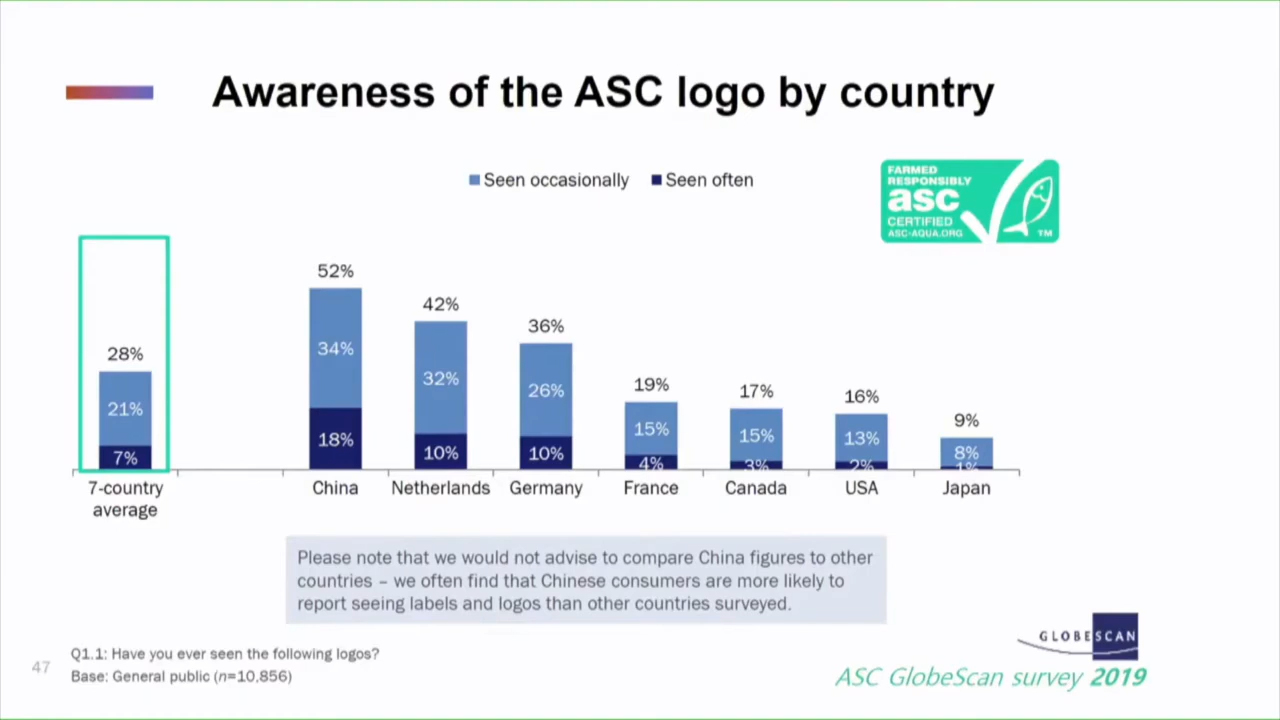 Awareness of the ASC logo by country
Seen occasionally Seen often
FARMED
RESPONSIBLY
asc
CERTIFIED
ASC-AQUA.ORG TM
28%
21%
7%
52%
34%
18%
42%
32%
10%
36%
26%
10%
19%
15%
4%
17%
15%
3%
16%
13%
2%
9%
8%
1%
7-country
average
China Netherlands Germany France Canada USA Japan
Please note that we would not advise to compare China figures to other
countries – we often find that Chinese consumers are more likely to
report seeing labels and logos than other countries surveyed.
Q1.1: Have you ever seen the following logos?
Base: General public (n=10,856)
47
GLOBESCAN
ASC GlobeScan survey 2019